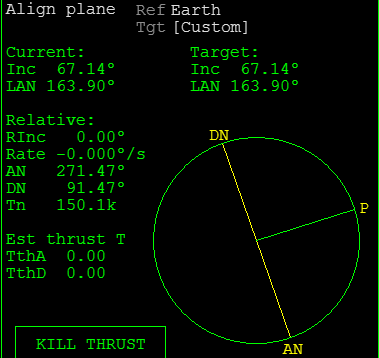 Align plane Ref Earth
Tgt [Custom]
Current: Target:
Inc 67.14° Inc 67.14°
LAN 163.90° LAN 163.90°
Relative:
RInc 0.00°
Rate -0.000°/s
AN 271.47°
DN 91.47°
Tn 150.1k
Est thrust T
TthA 0.00
TthD 0.00
DN
P
AN
KILL THRUST